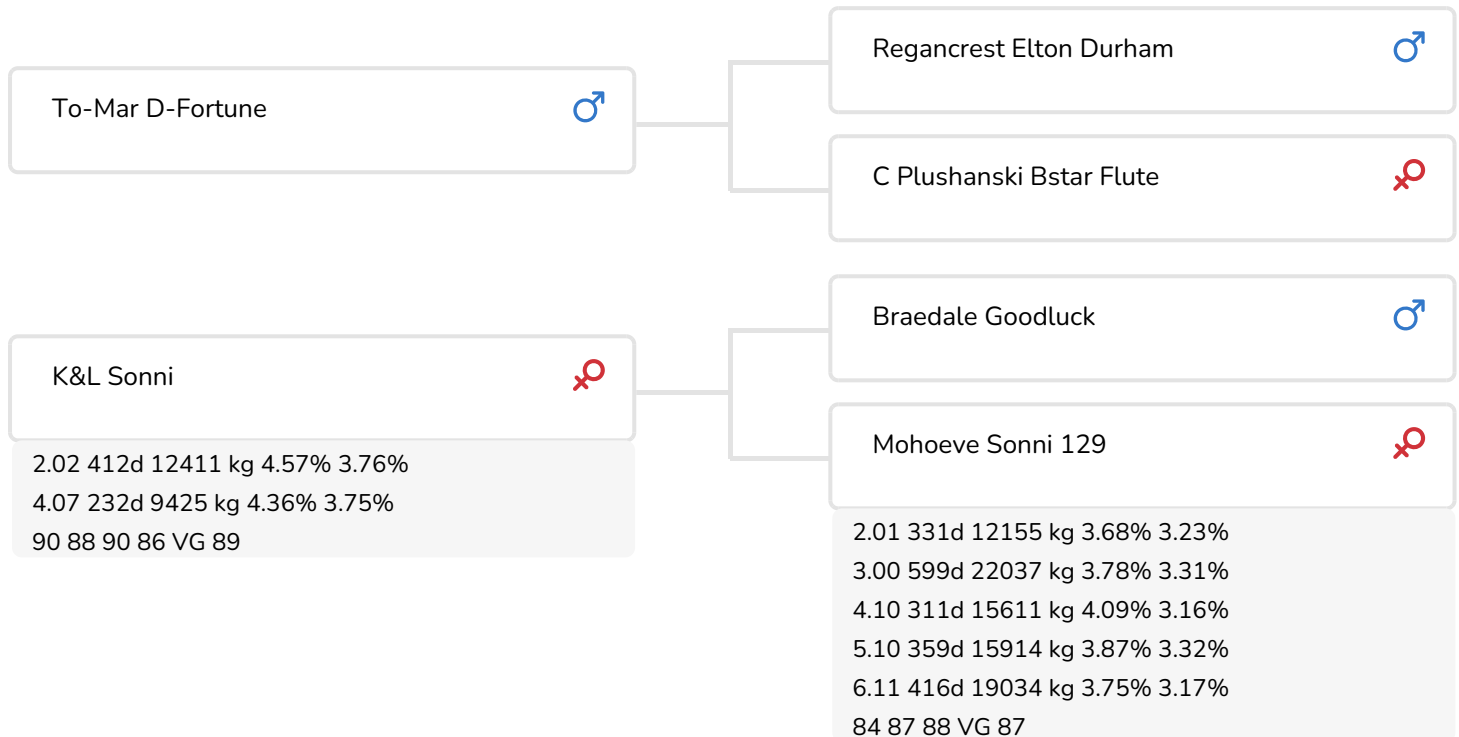 To-Mar D-Fortune
Regancrest Elton Durham
C Plushanski Bstar Flute
K&L Sonni
2.02 412d 12411 kg 4.57% 3.76%
4.07 232d 9425 kg 4.36% 3.75%
90 88 90 86 VG 89
Braedale Goodluck
Mohoeve Sonni 129
2.01 331d 12155 kg 3.68% 3.23%
3.00 599d 22037 kg 3.78% 3.31%
4.10 311d 15611 kg 4.09% 3.16%
5.10 359d 15914 kg 3.87% 3.32%
6.11 416d 19034 kg 3.75% 3.17%
84 87 88 VG 87